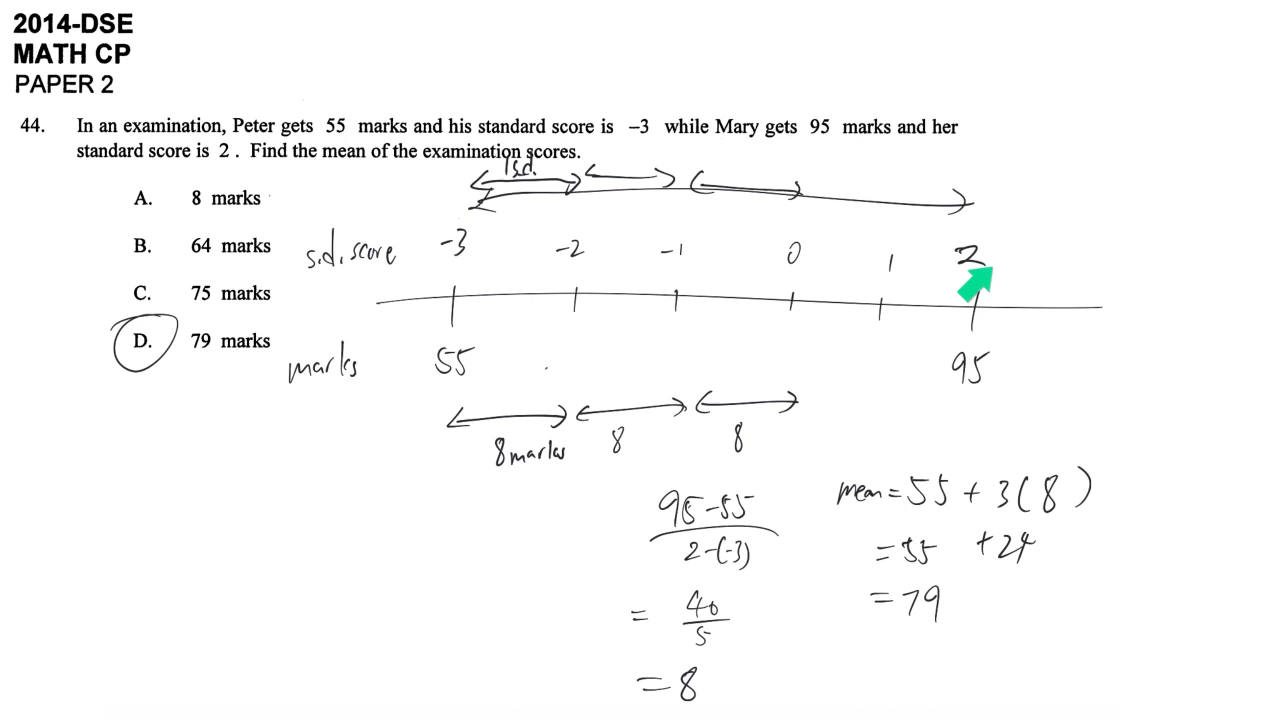 2014-DSE
MATH CP
PAPER 2
44. In an examination, Peter gets 55 marks and his standard score is −3 while Mary gets 95 marks and her
standard score is 2. Find the mean of the examination scores.
A. 8 marks
B. 64 marks
C. 75 marks
D. 79 marks
1s.d.
s.d. score -3 -2 -1 0 1 2
marks 55 95
8marks 8 8
95-55
2-(-3)
= 40
5
= 8
mean = 55 + 3(8)
= 55 + 24
= 79